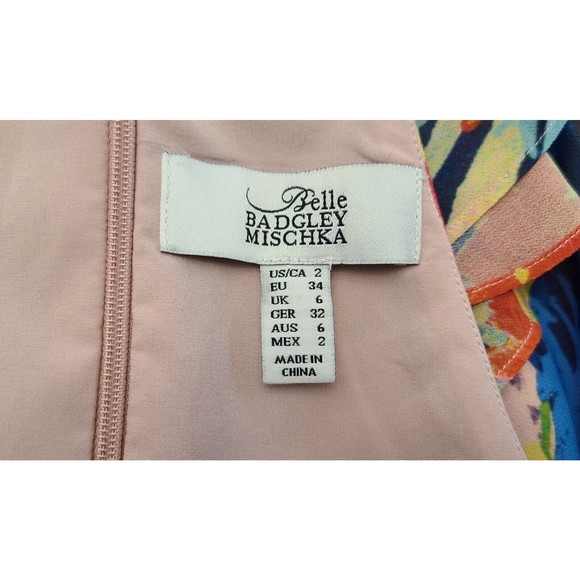 Belle
BADGLEY
MISCHKA
US/CA 2
EU 34
UK 6
GER 32
AUS 6
MEX 2
MADE IN
CHINA